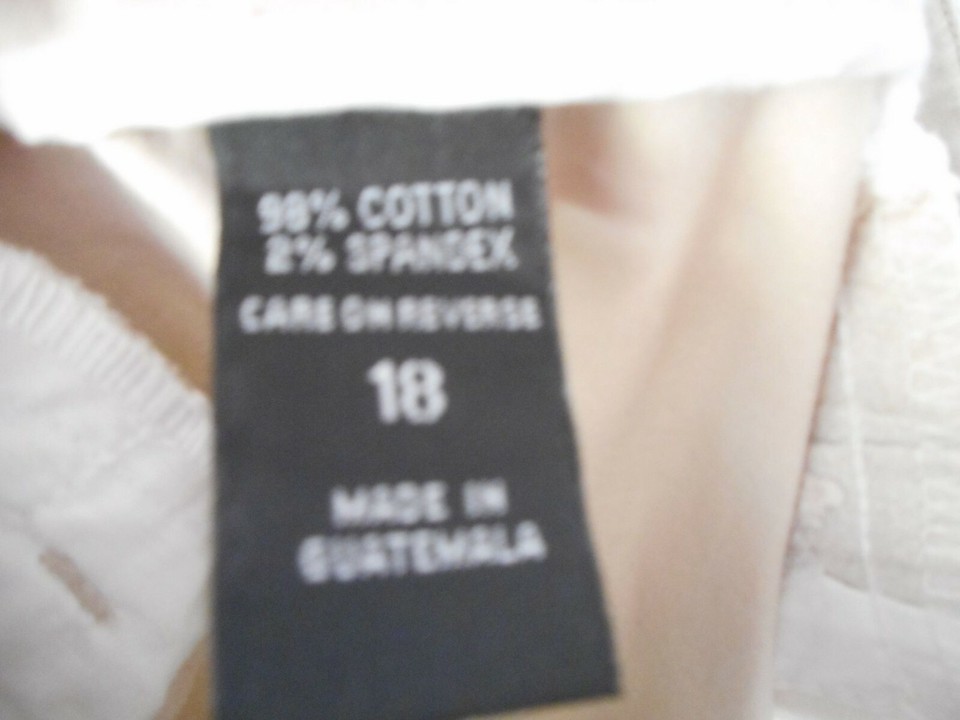 98% COTTON
2% SPANDEX
CARE ON REVERSE
18
MADE IN
GUATEMALA